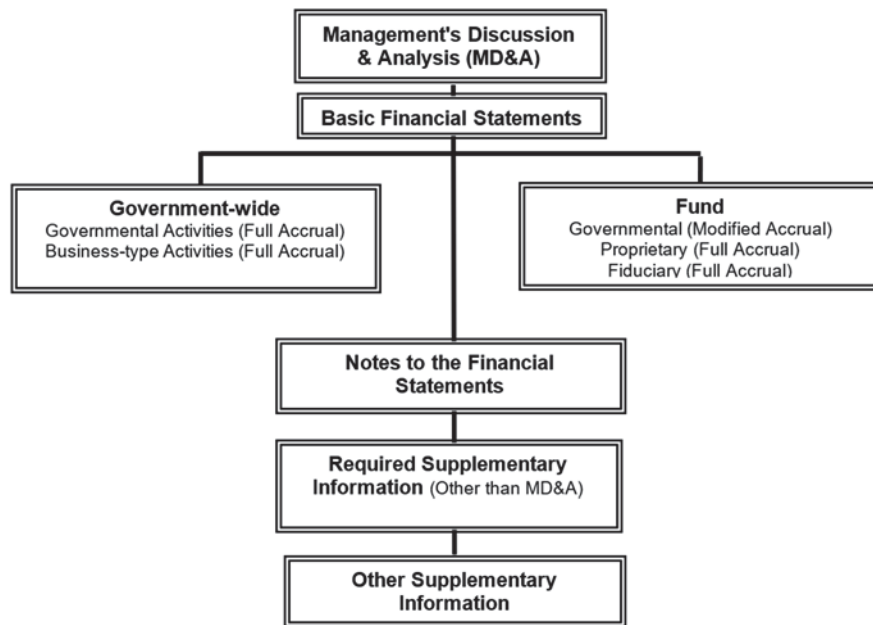 Management's Discussion
& Analysis (MD&A)
Basic Financial Statements
Government-wide
Governmental Activities (Full Accrual)
Business-type Activities (Full Accrual)
Fund
Governmental (Modified Accrual)
Proprietary (Full Accrual)
Fiduciary (Full Accrual)
Notes to the Financial
Statements
Required Supplementary
Information (Other than MD&A)
Other Supplementary
Information